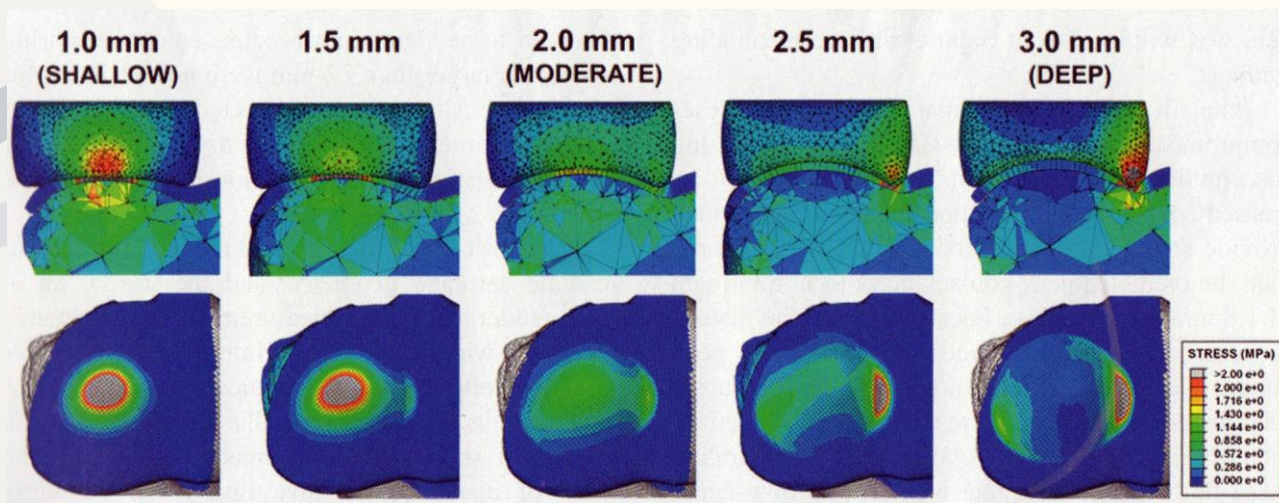 1.0 mm
(SHALLOW)
1.5 mm
2.0 mm
(MODERATE)
2.5 mm
3.0 mm
(DEEP)
STRESS (MPa)
>2.00 e+0
2.000 e+0
1.716 e+0
1.430 e+0
1.144 e+0
0.858 e+0
0.572 e+0
0.286 e+0
0.000 e+0